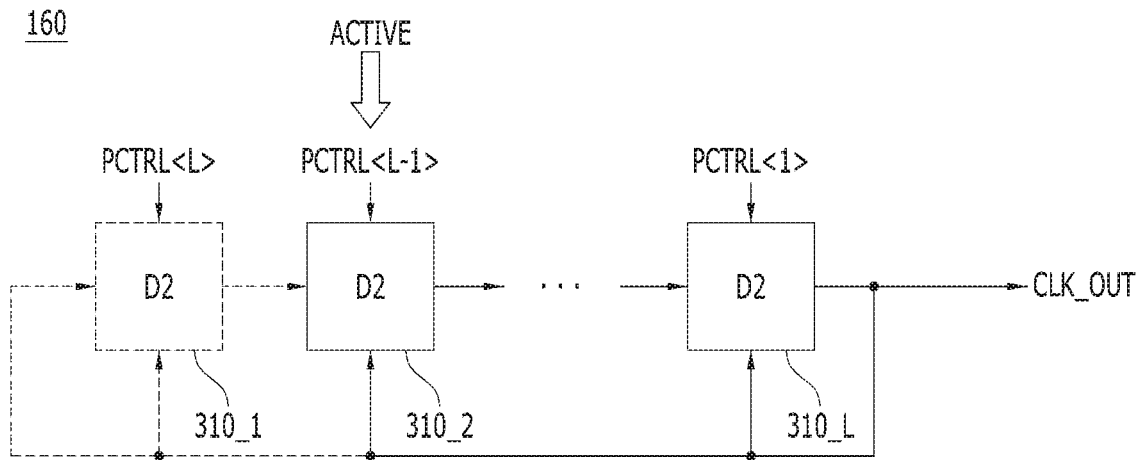 160
ACTIVE
PCTRL<L> PCTRL<L-1> PCTRL<1>
D2 D2 ... D2 CLK_OUT
310_1 310_2 310_L